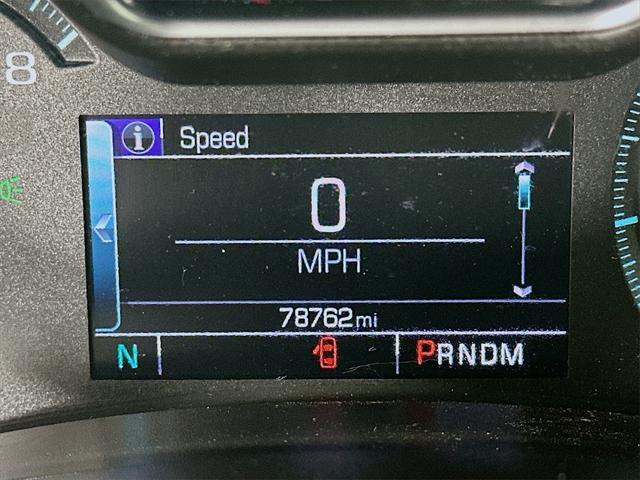 8
i Speed
0
MPH
78762 mi
N PRNDM